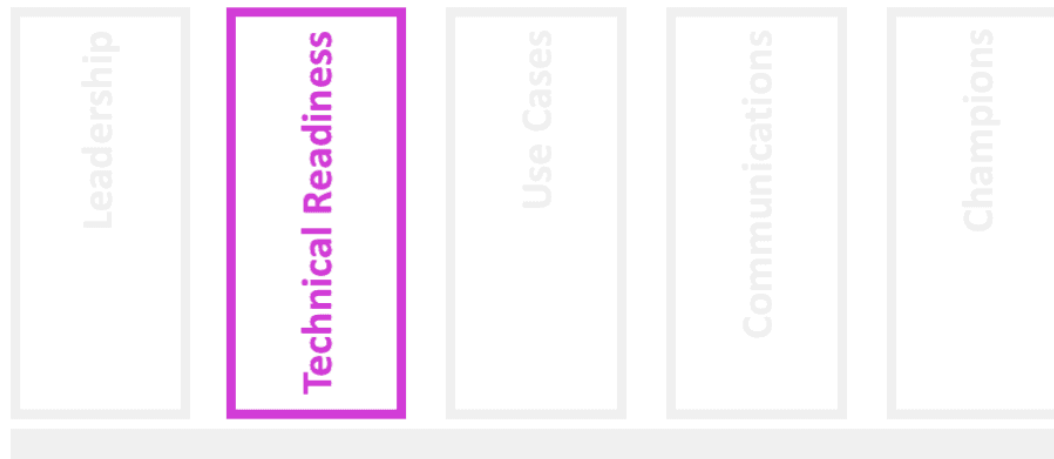 Leadership
Technical Readiness
Use Cases
Communications
Champions